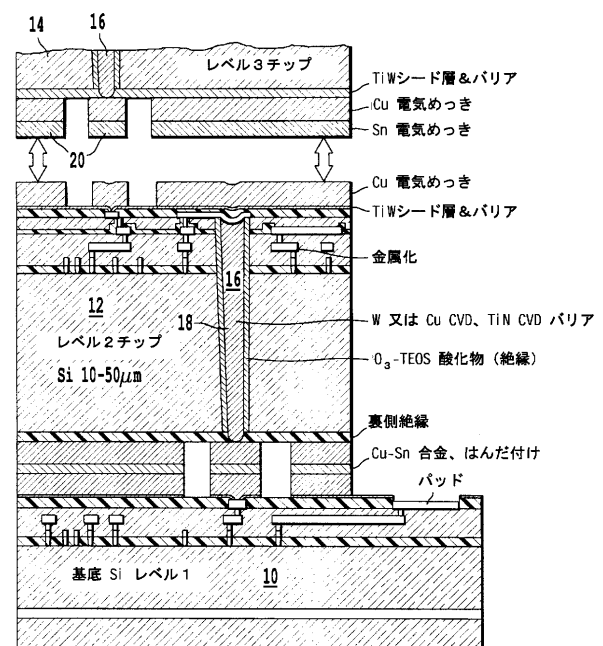 14
16
レベル3チップ
TiWシード層&バリア
Cu 電気めっき
Sn 電気めっき
20
Cu 電気めっき
TiWシード層&バリア
金属化
12
レベル2チップ
Si 10-50μm
16
18
W 又は Cu CVD、TiN CVD バリア
O₃-TEOS 酸化物 (絶縁)
裏側絶縁
Cu-Sn 合金、はんだ付け
パッド
基底 Si レベル1
10